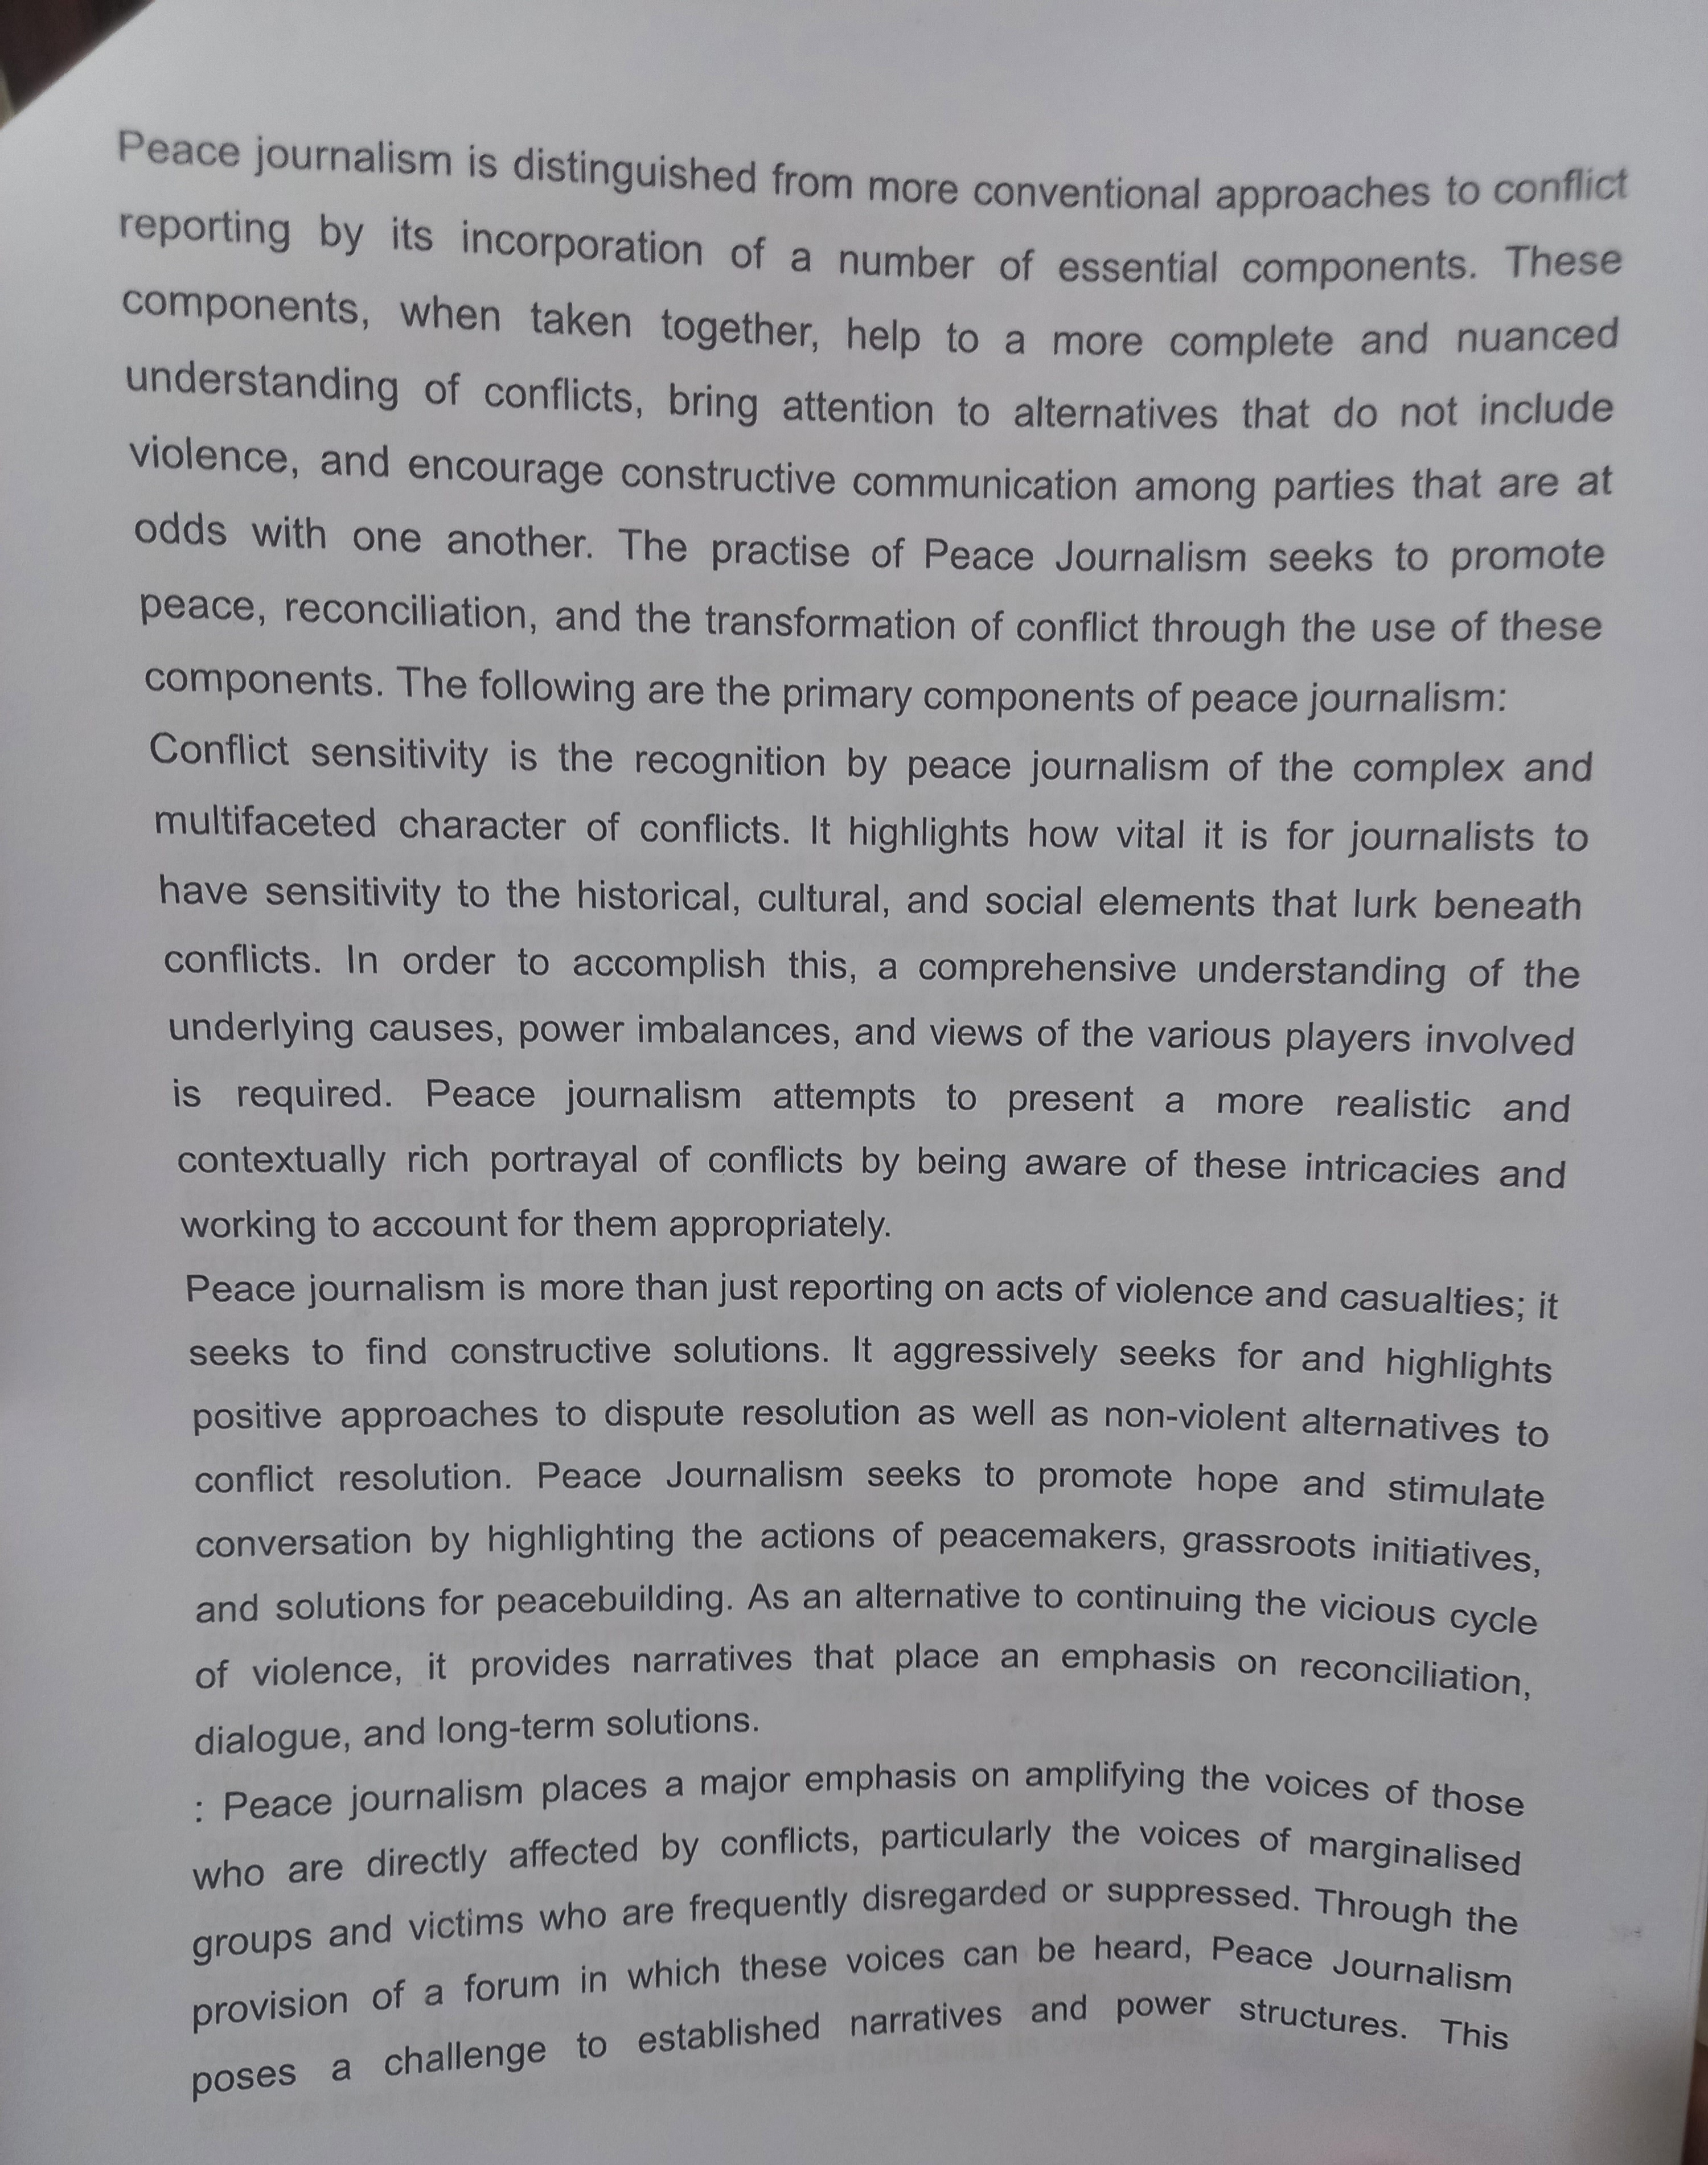 Peace journalism is distinguished from more conventional approaches to conflict
reporting by its incorporation of a number of essential components. These
components, when taken together, help to a more complete and nuanced
understanding of conflicts, bring attention to alternatives that do not include
violence, and encourage constructive communication among parties that are at
odds with one another. The practise of Peace Journalism seeks to promote
peace, reconciliation, and the transformation of conflict through the use of these
components. The following are the primary components of peace journalism:
Conflict sensitivity is the recognition by peace journalism of the complex and
multifaceted character of conflicts. It highlights how vital it is for journalists to
have sensitivity to the historical, cultural, and social elements that lurk beneath
conflicts. In order to accomplish this, a comprehensive understanding of the
underlying causes, power imbalances, and views of the various players involved
is required. Peace journalism attempts to present a more realistic and
contextually rich portrayal of conflicts by being aware of these intricacies and
working to account for them appropriately.
Peace journalism is more than just reporting on acts of violence and casualties; it
seeks to find constructive solutions. It aggressively seeks for and highlights
positive approaches to dispute resolution as well as non-violent alternatives to
conflict resolution. Peace Journalism seeks to promote hope and stimulate
conversation by highlighting the actions of peacemakers, grassroots initiatives,
and solutions for peacebuilding. As an alternative to continuing the vicious cycle
of violence, it provides narratives that place an emphasis on reconciliation,
dialogue, and long-term solutions.
: Peace journalism places a major emphasis on amplifying the voices of those
who are directly affected by conflicts, particularly the voices of marginalised
groups and victims who are frequently disregarded or suppressed. Through the
provision of a forum in which these voices can be heard, Peace Journalism
poses a challenge to established narratives and power structures. This